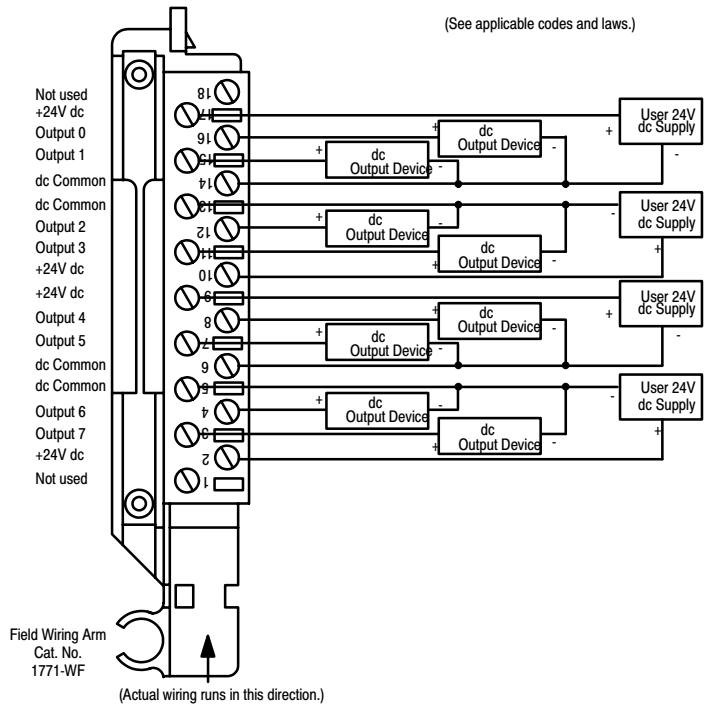 (See applicable codes and laws.)
Not used
+24V dc
Output 0
Output 1
dc Common
dc Common
Output 2
Output 3
+24V dc
+24V dc
Output 4
Output 5
dc Common
dc Common
Output 6
Output 7
+24V dc
Not used
18
17
16
15
14
13
12
11
10
9
8
7
6
5
4
3
2
1
+
dc
Output Device
-
+
dc
Output Device
-
+
User 24V
dc Supply
-
+
dc
Output Device
-
+
dc
Output Device
-
-
User 24V
dc Supply
+
+
dc
Output Device
-
+
dc
Output Device
-
+
User 24V
dc Supply
-
+
dc
Output Device
-
+
dc
Output Device
-
-
User 24V
dc Supply
+
Field Wiring Arm
Cat. No.
1771-WF
(Actual wiring runs in this direction.)